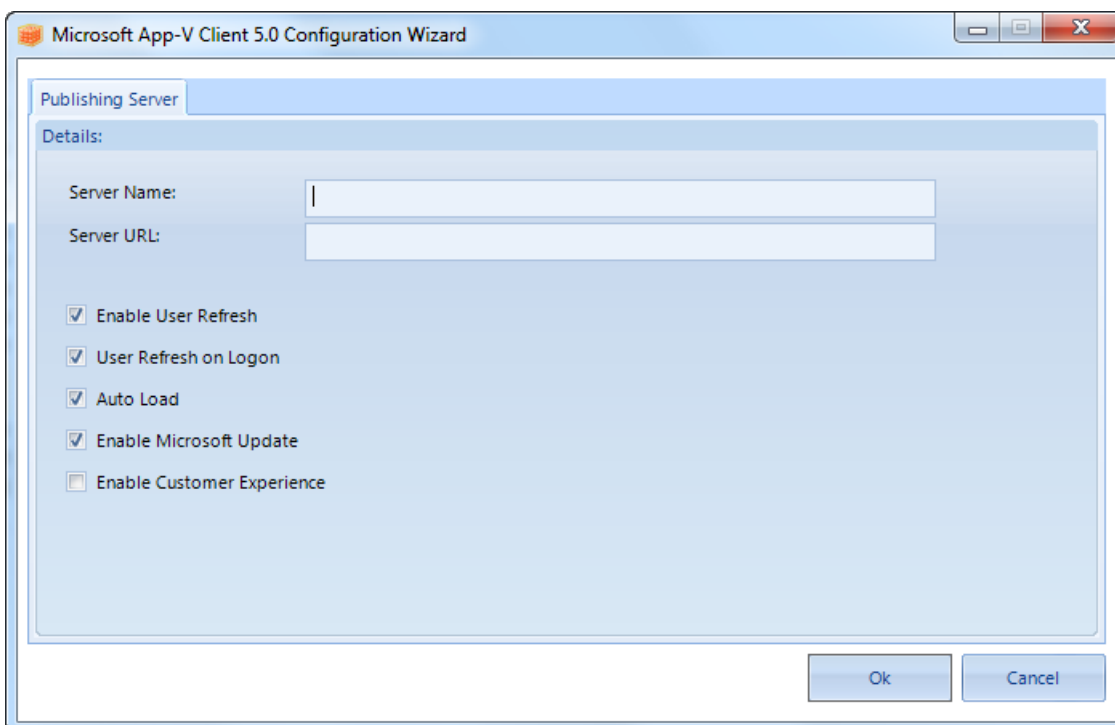 Microsoft App-V Client 5.0 Configuration Wizard
Publishing Server
Details:
Server Name:
Server URL:
Enable User Refresh
User Refresh on Logon
Auto Load
Enable Microsoft Update
Enable Customer Experience
Ok Cancel